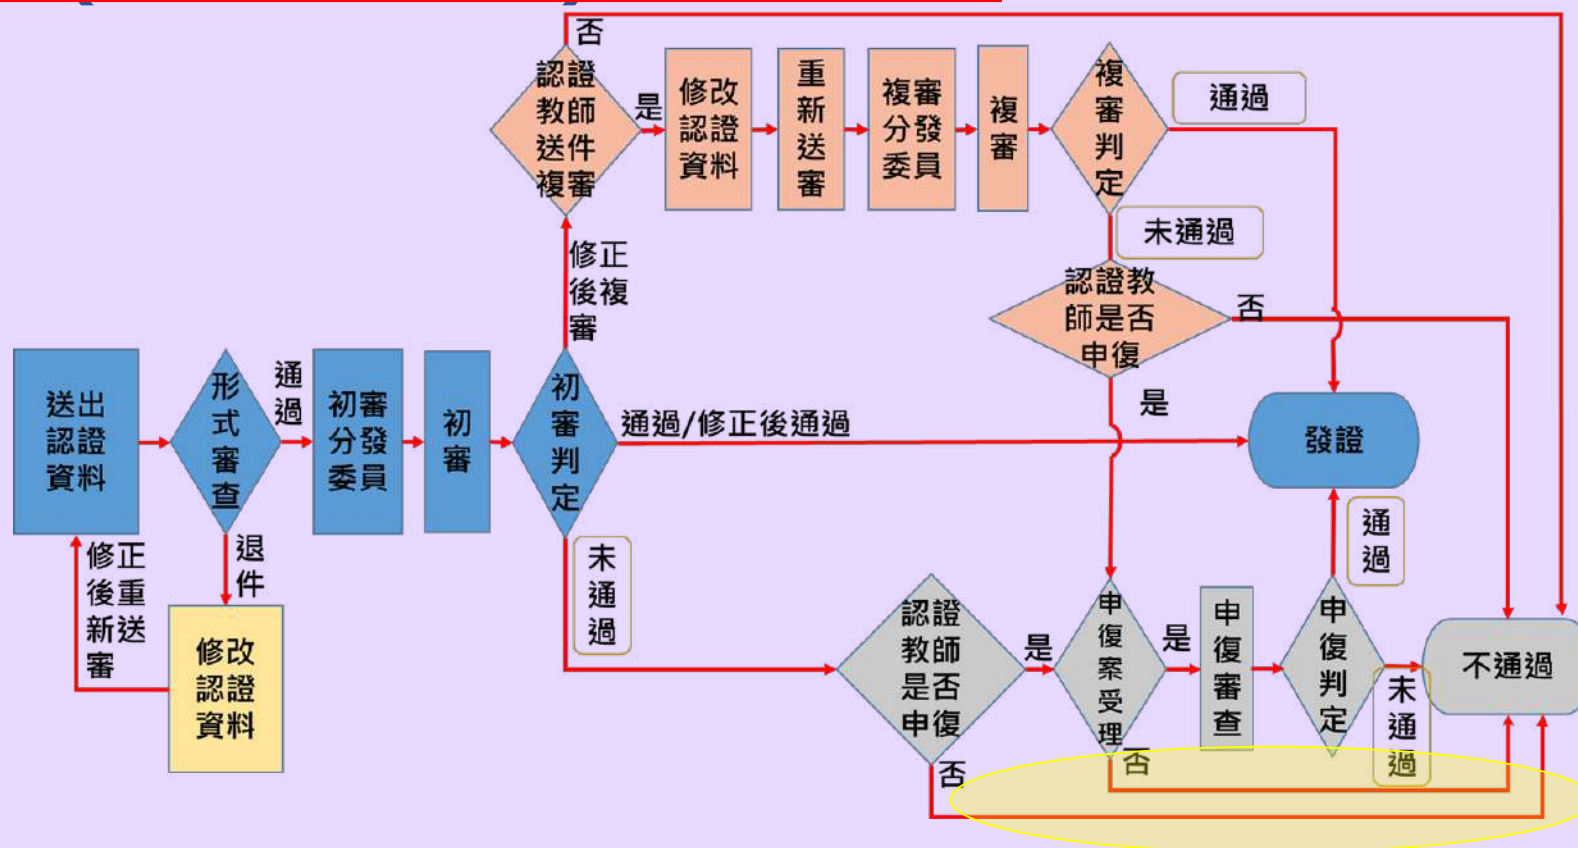 否
認證
教師
送件
複審
是
修改
認證
資料
重
新
送
審
複審
分發
委員
複
審
複
審
判
定
通過
未通過
修正
後複
審
認證教
師是否
申復
否
是
送出
認證
資料
形
式
審
查
通
過
初審
分發
委員
初
審
初
審
判
定
通過/修正後通過
發證
修正
後重
新送
審
退
件
修改
認證
資料
未
通
過
認證
教師
是否
申復
是
否
申
復
案
受
理
是
否
申
復
審
查
申
復
判
定
通
過
未
通
過
不通過